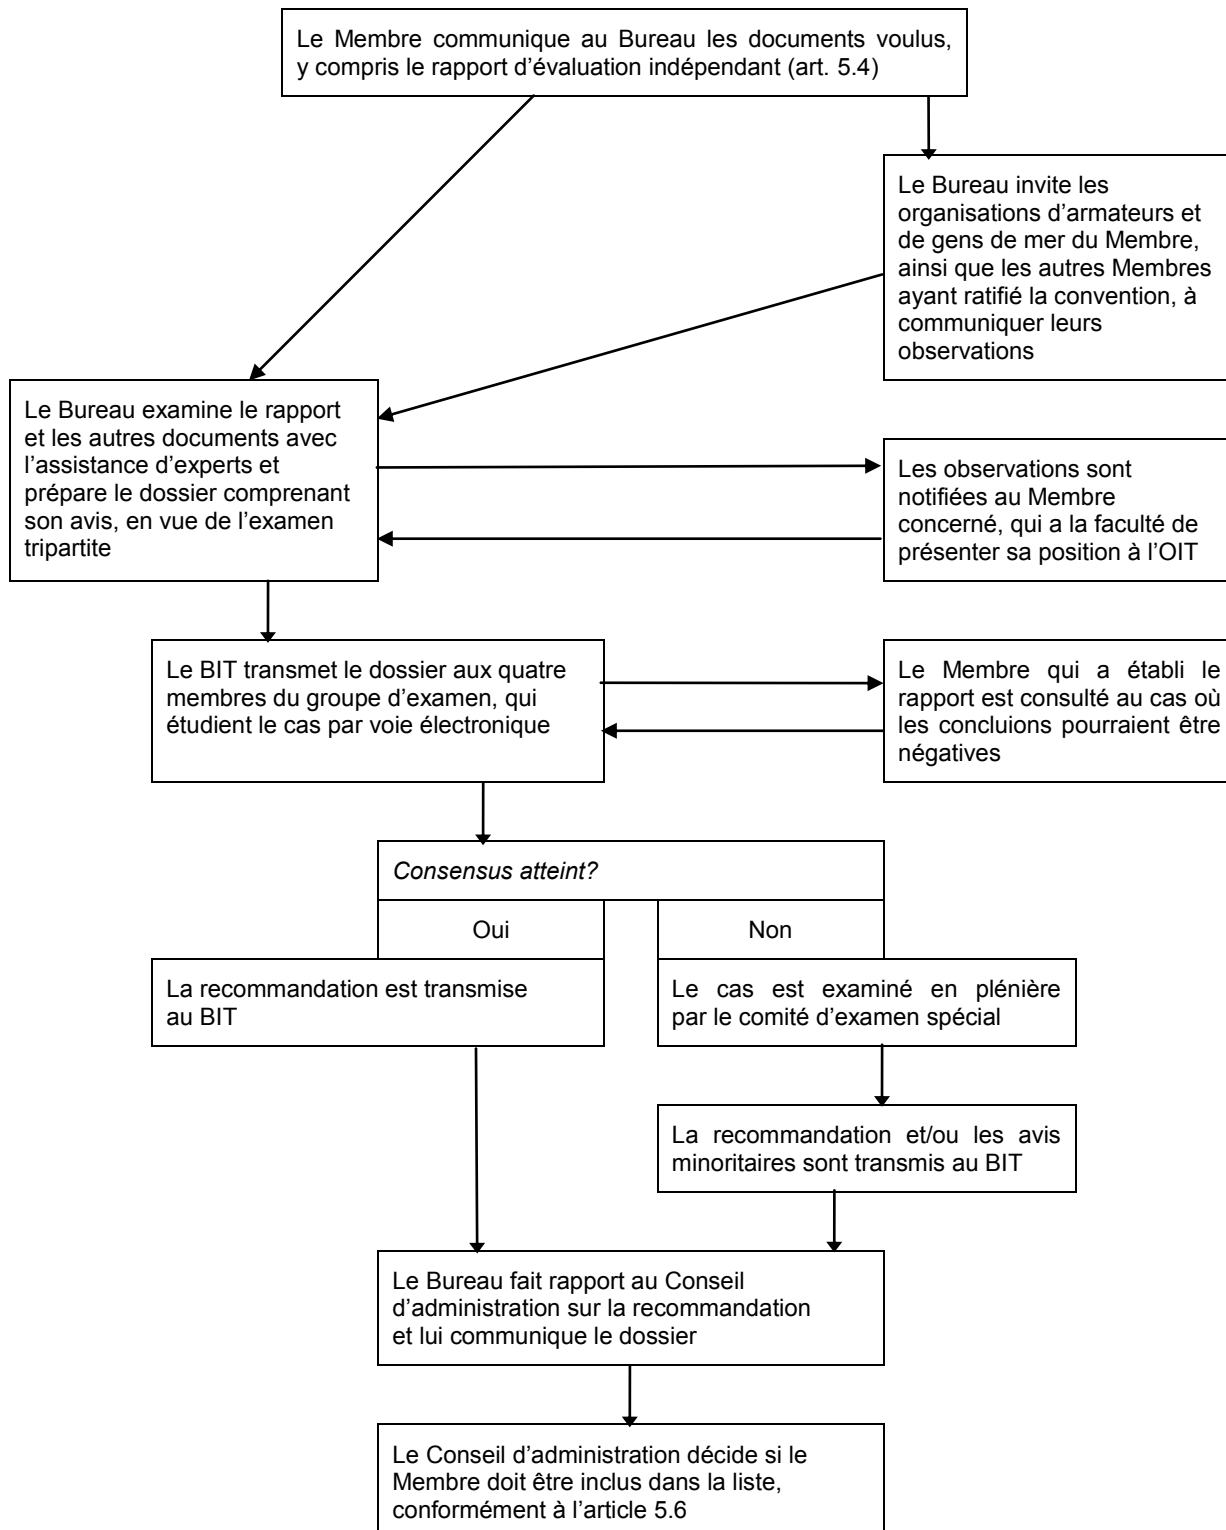 Le Membre communique au Bureau les documents voulus,
y compris le rapport d’évaluation indépendant (art. 5.4)
Le Bureau invite les
organisations d’armateurs et
de gens de mer du Membre,
ainsi que les autres Membres
ayant ratifié la convention, à
communiquer leurs
observations
Le Bureau examine le rapport
et les autres documents avec
l’assistance d’experts et
prépare le dossier comprenant
son avis, en vue de l’examen
tripartite
Les observations sont
notifiées au Membre
concerné, qui a la faculté de
présenter sa position à l’OIT
Le BIT transmet le dossier aux quatre
membres du groupe d’examen, qui
étudient le cas par voie électronique
Le Membre qui a établi le
rapport est consulté au cas où
les concluions pourraient être
négatives
Consensus atteint?
Oui
Non
La recommandation est transmise
au BIT
Le cas est examiné en plénière
par le comité d’examen spécial
La recommandation et/ou les avis
minoritaires sont transmis au BIT
Le Bureau fait rapport au Conseil
d’administration sur la recommandation
et lui communique le dossier
Le Conseil d’administration décide si le
Membre doit être inclus dans la liste,
conformément à l’article 5.6